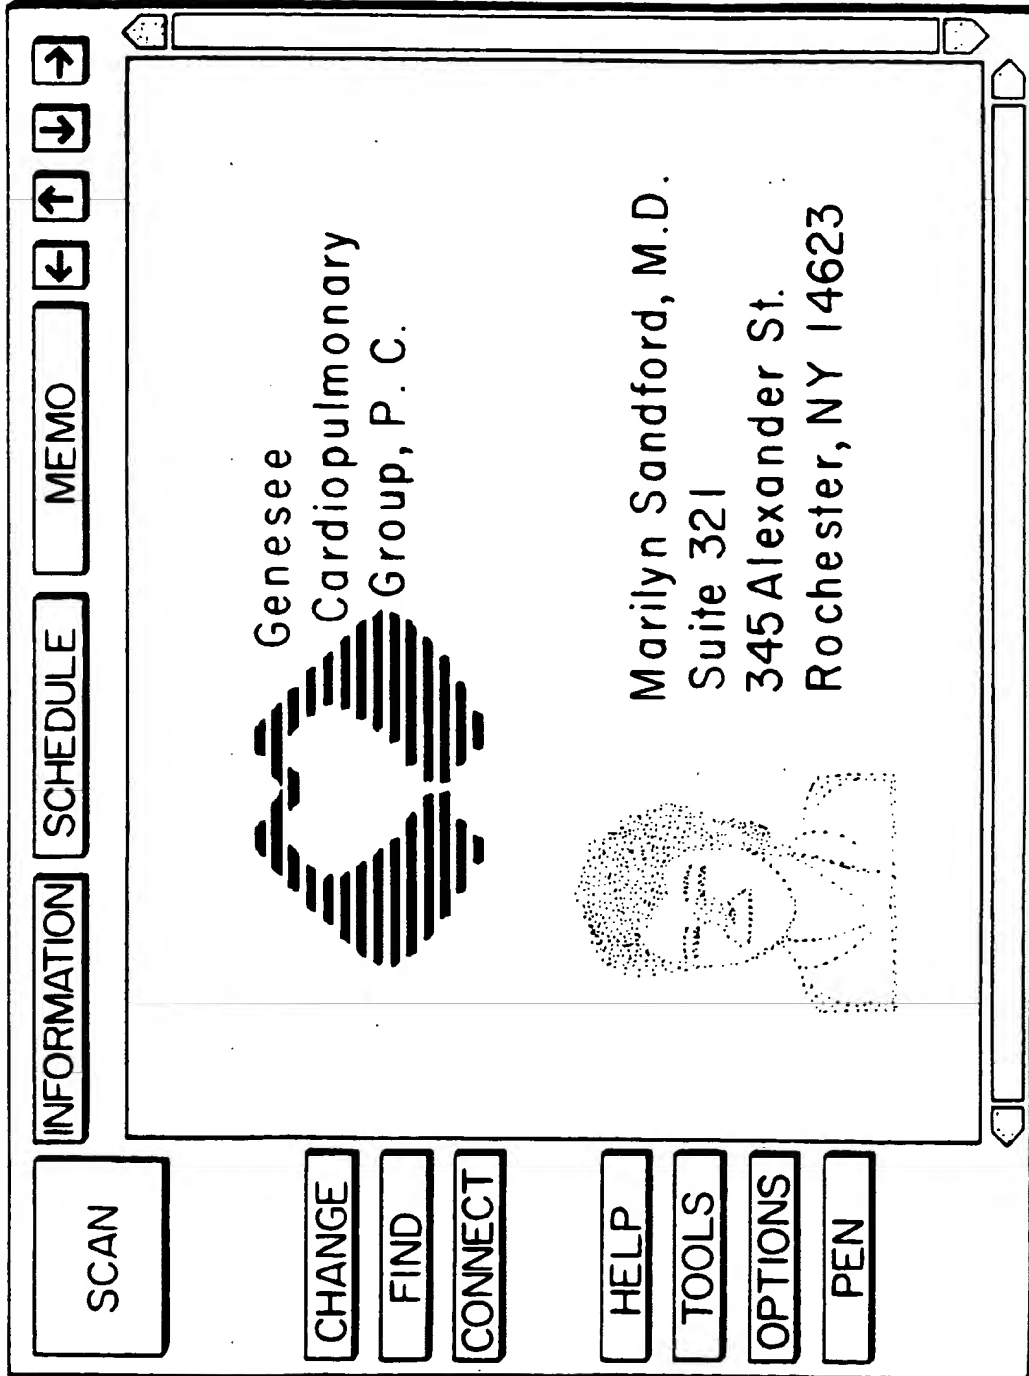 SCAN
INFORMATION
SCHEDULE
MEMO
CHANGE
FIND
CONNECT
HELP
TOOLS
OPTIONS
PEN
Genesee
Cardiopulmonary
Group, P. C.
Marilyn Sandford, M.D.
Suite 321
345 Alexander St.
Rochester, NY 14623